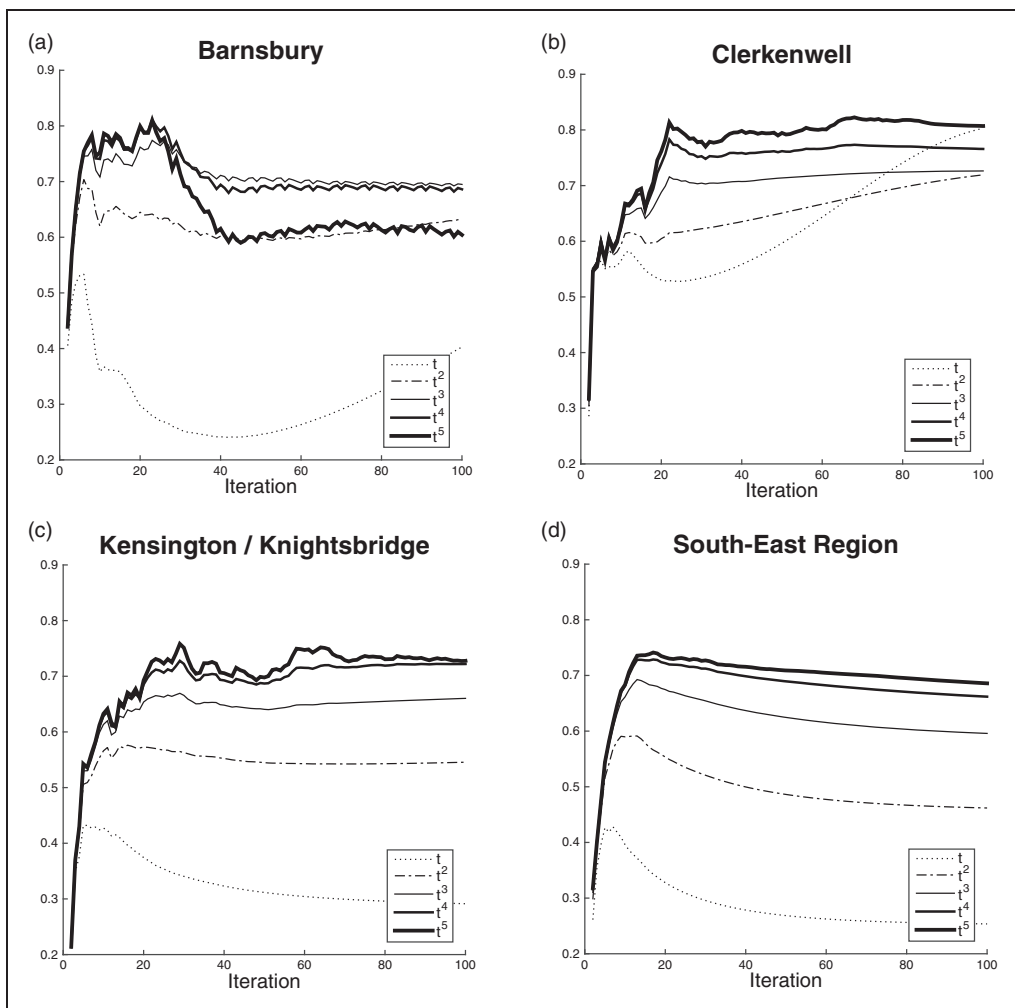 (a)
Barnsbury
0.9
0.8
0.7
0.6
0.5
0.4
0.3
0.2
0 20 40 60 80 100
Iteration
t
t²
t³
t⁴
t⁵
(b)
Clerkenwell
0.9
0.8
0.7
0.6
0.5
0.4
0.3
0.2
0 20 40 60 80 100
Iteration
t
t²
t³
t⁴
t⁵
(c)
Kensington / Knightsbridge
0.9
0.8
0.7
0.6
0.5
0.4
0.3
0.2
0 20 40 60 80 100
Iteration
t
t²
t³
t⁴
t⁵
(d)
South-East Region
0.9
0.8
0.7
0.6
0.5
0.4
0.3
0.2
0 20 40 60 80 100
Iteration
t
t²
t³
t⁴
t⁵